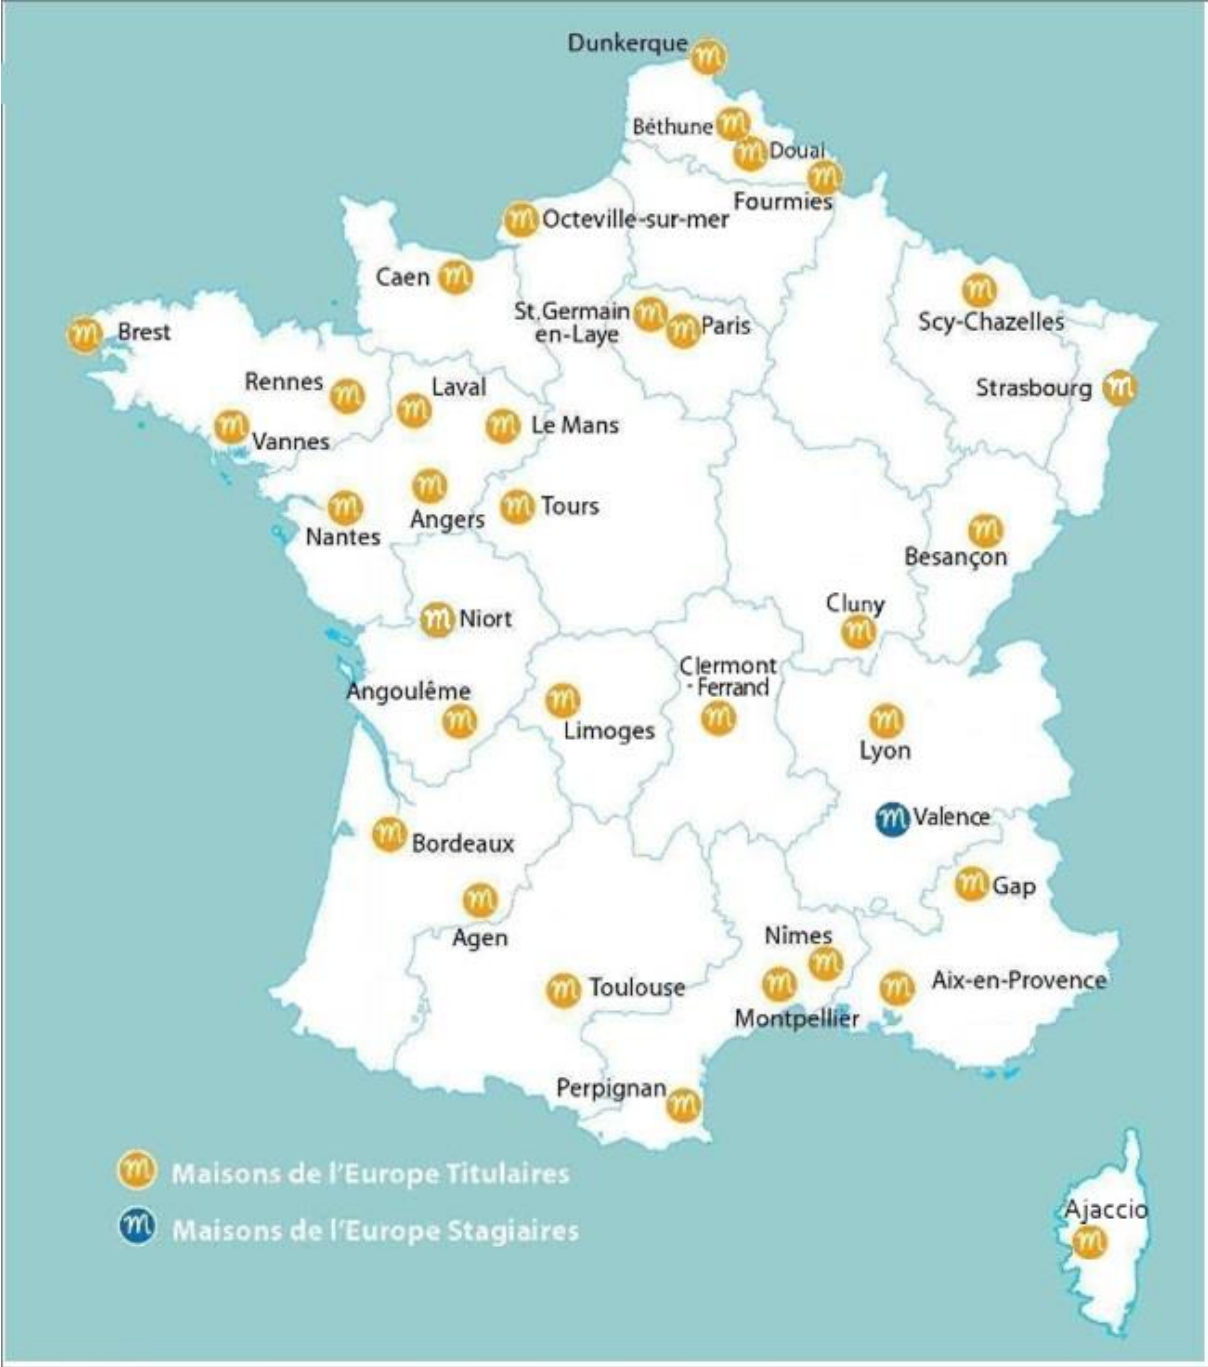 Dunkerque
Béthune
Douai
Fourmies
Octeville-sur-mer
Caen
St.Germain
en-Laye
Paris
Scy-Chazelles
Brest
Rennes
Laval
Strasbourg
Le Mans
Vannes
Tours
Angers
Nantes
Besançon
Cluny
Niort
Clermont
- Ferrand
Angoulême
Limoges
Lyon
Valence
Bordeaux
Gap
Agen
Nîmes
Toulouse
Aix-en-Provence
Montpellier
Perpignan
m Maisons de l'Europe Titulaires
m Maisons de l'Europe Stagiaires
Ajaccio